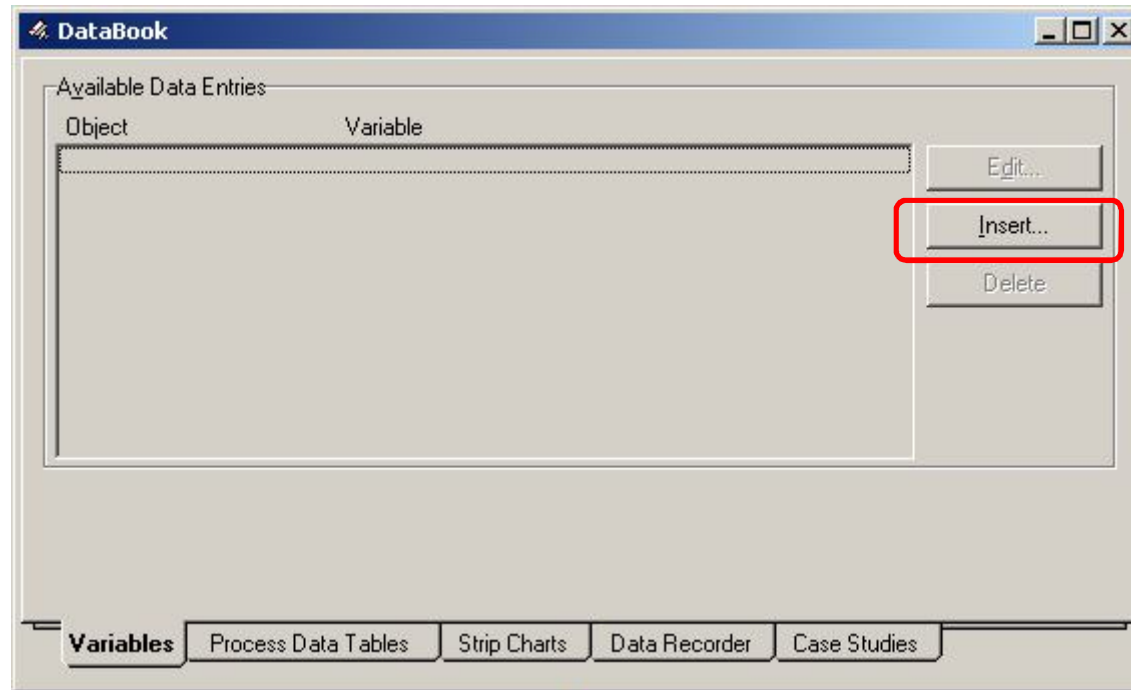 DataBook
Available Data Entries
Object Variable
Edit...
Insert...
Delete
Variables Process Data Tables Strip Charts Data Recorder Case Studies